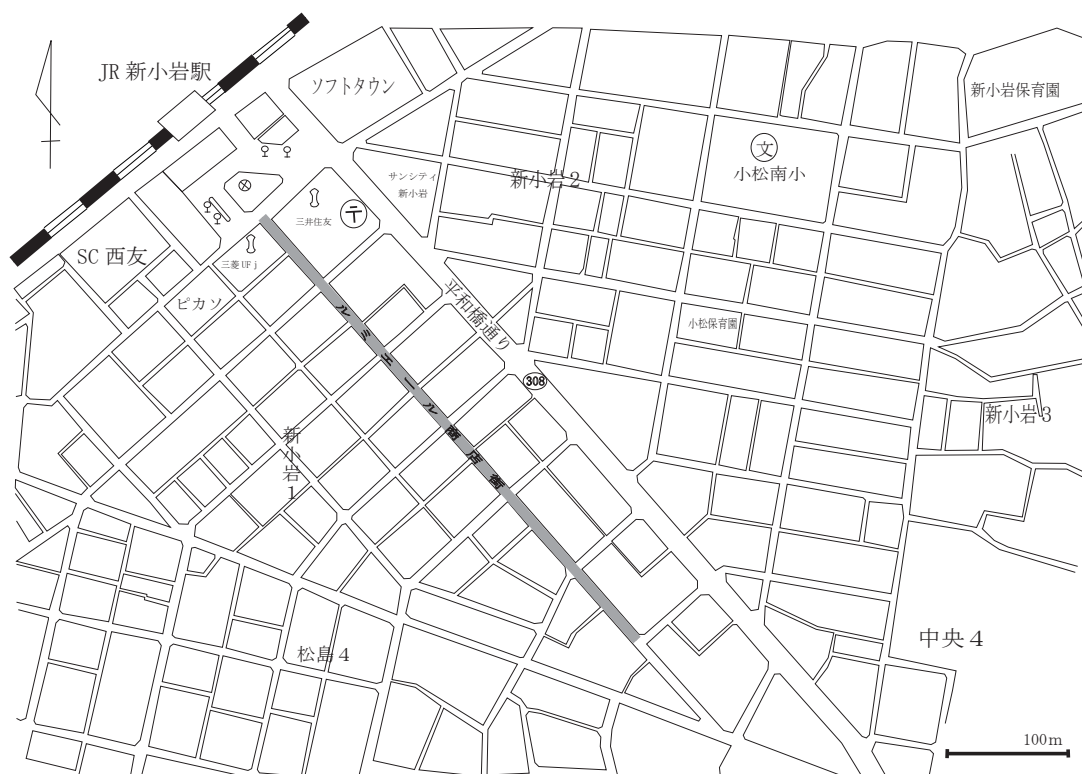 JR 新小岩駅
ソフトタウン
新小岩保育園
文
小松南小
サンシティ
新小岩
新小岩2
三井住友
〒
SC 西友
三菱UFj
ピカソ
平和橋通り
小松保育園
ルミエール商店街
308
新小岩3
新小岩1
中央4
松島4
100m